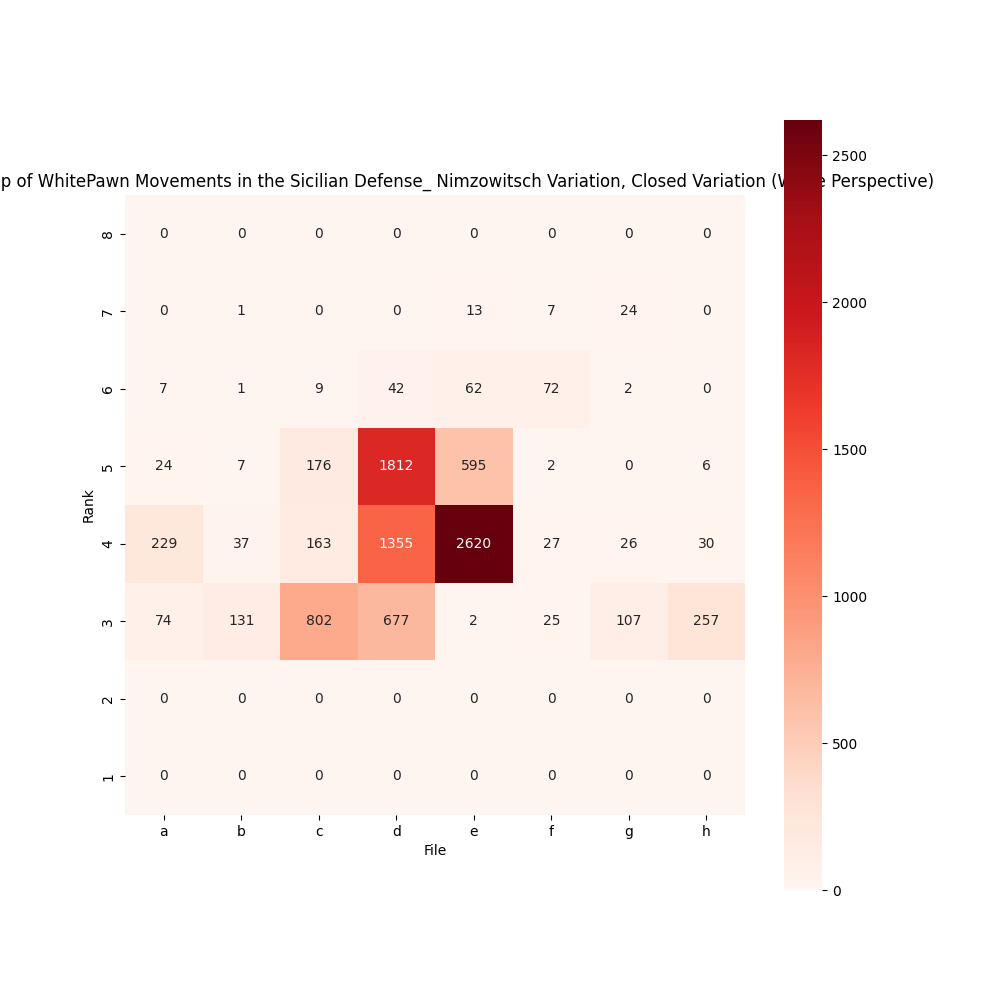 p of WhitePawn Movements in the Sicilian Defense_ Nimzowitsch Variation, Closed Variation (W e Perspective)
8 0 0 0 0 0 0 0 0
7 0 1 0 0 13 7 24 0
6 7 1 9 42 62 72 2 0
5 24 7 176 1812 595 2 0 6
4 229 37 163 1355 2620 27 26 30
3 74 131 802 677 2 25 107 257
2 0 0 0 0 0 0 0 0
1 0 0 0 0 0 0 0 0
a b c d e f g h
File
Rank
2500
2000
1500
1000
500
0